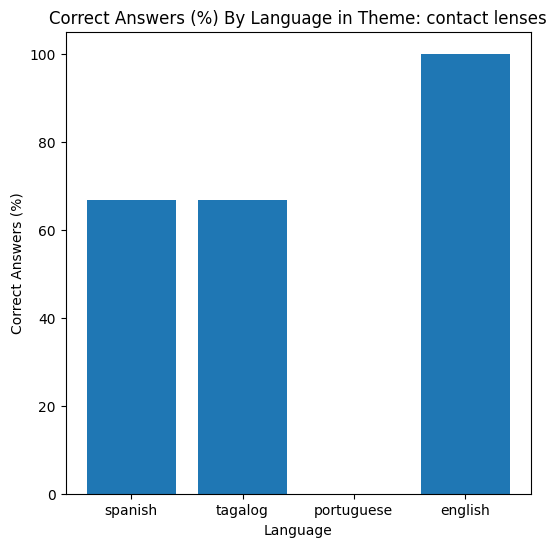 Correct Answers (%) By Language in Theme: contact lenses
100
80
60
40
20
0
Correct Answers (%)
spanish
tagalog
portuguese
english
Language